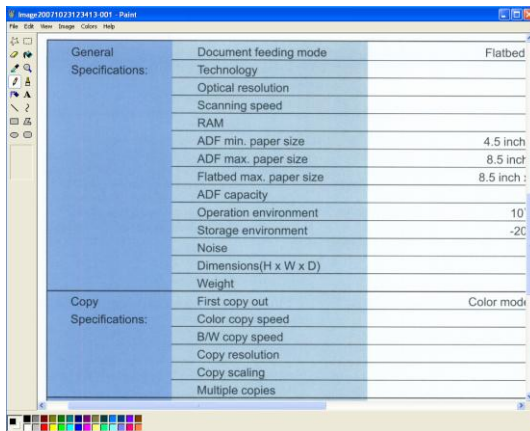 Image20071023123413-001 - Paint
File Edit View Image Colors Help
General Document feeding mode Flatbed
Specifications: Technology
Optical resolution
Scanning speed
RAM
ADF min. paper size 4.5 inch
ADF max. paper size 8.5 inch
Flatbed max. paper size 8.5 inch
ADF capacity
Operation environment 10
Storage environment -20
Noise
Dimensions(H x W x D)
Weight
Copy First copy out Color mode
Specifications: Color copy speed
B/W copy speed
Copy resolution
Copy scaling
Multiple copies